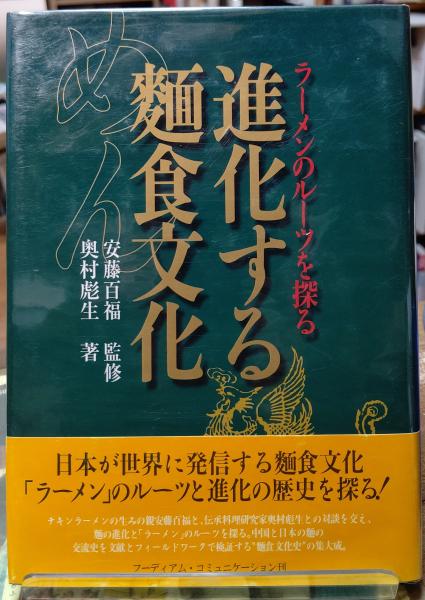 ラーメンのルーツを探る
進化する
麵食文化
めん
安藤百福 監修
奥村彪生 著
日本が世界に発信する麵食文化
「ラーメン」のルーツと進化の歴史を探る!
チキンラーメンの生みの親安藤百福と、伝承料理研究家奥村彪生との対談を交え、
麵の進化と「ラーメン」のルーツを探る。中国と日本の麵の
交流史を文献とフィールドワークで検証する“麵食文化史”の集大成。
フーディアム・コミュニケーション刊